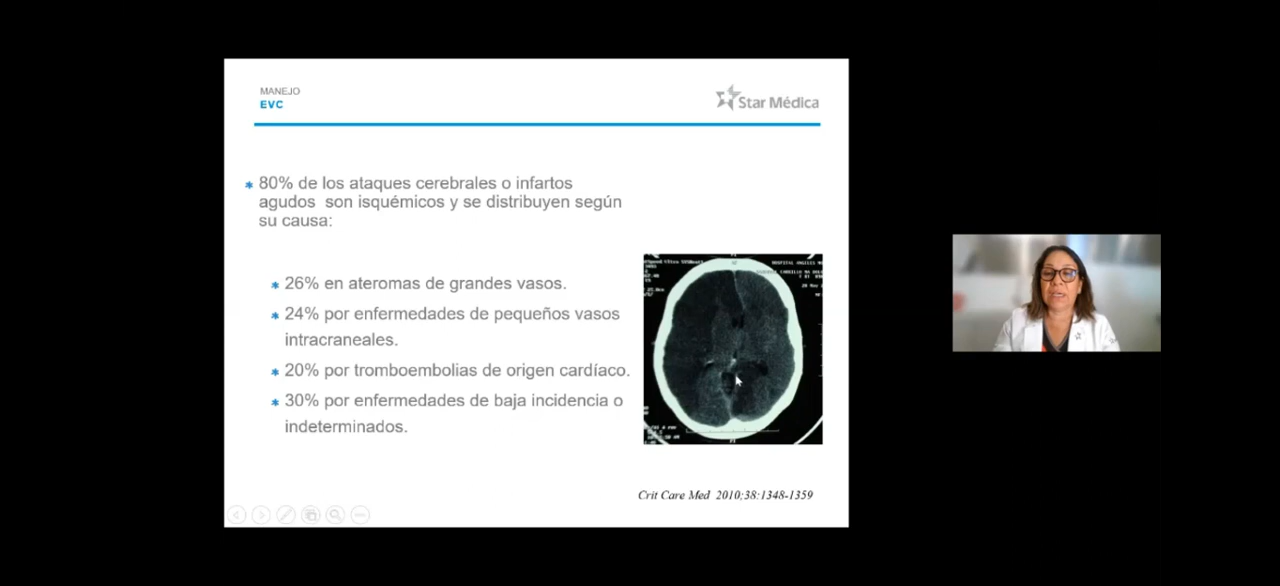 MANEJO
EVC
Star Médica
80% de los ataques cerebrales o infartos
agudos son isquémicos y se distribuyen según
su causa:
26% en ateromas de grandes vasos.
24% por enfermedades de pequeños vasos
intracraneales.
20% por tromboembolias de origen cardíaco.
30% por enfermedades de baja incidencia o
indeterminados.
HOSPITAL ANGELES
Crit Care Med 2010;38:1348-1359